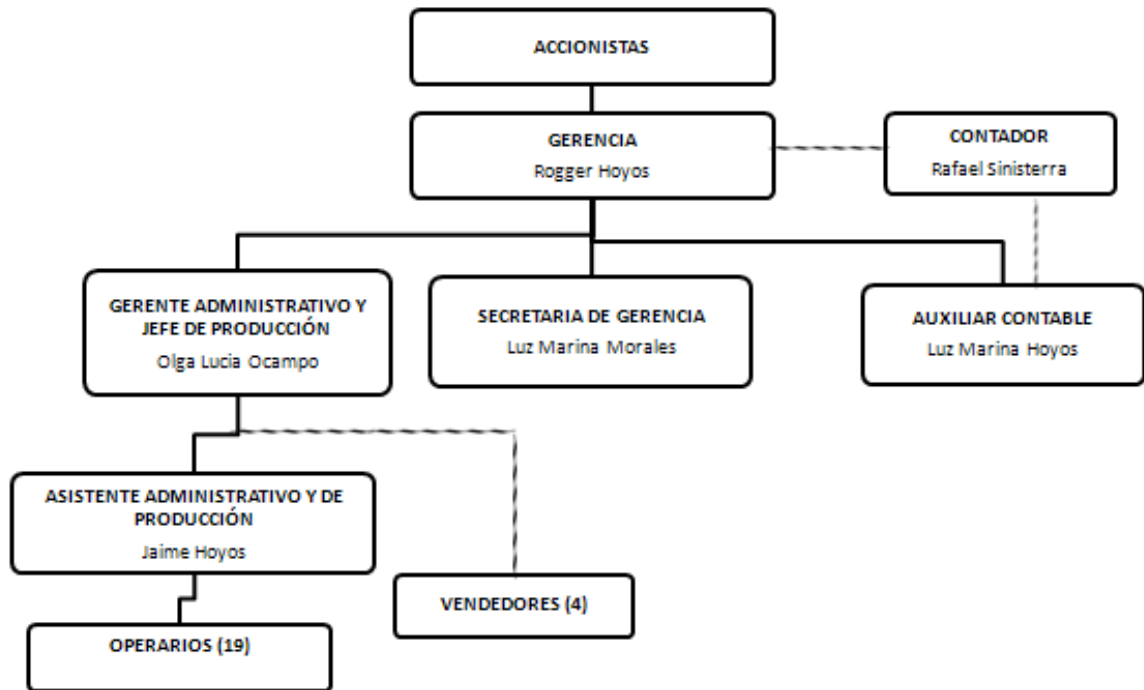 ACCIONISTAS
GERENCIA
Rogger Hoyos
CONTADOR
Rafael Sinisterra
GERENTE ADMINISTRATIVO Y
JEFE DE PRODUCCIÓN
Olga Lucia Ocampo
SECRETARIA DE GERENCIA
Luz Marina Morales
AUXILIAR CONTABLE
Luz Marina Hoyos
ASISTENTE ADMINISTRATIVO Y DE
PRODUCCIÓN
Jaime Hoyos
VENDEDORES (4)
OPERARIOS (19)